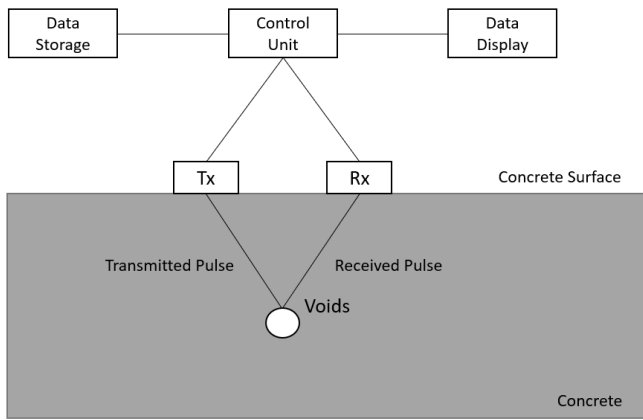 Data
Storage
Control
Unit
Data
Display
Tx
Rx
Concrete Surface
Transmitted Pulse
Received Pulse
Voids
Concrete